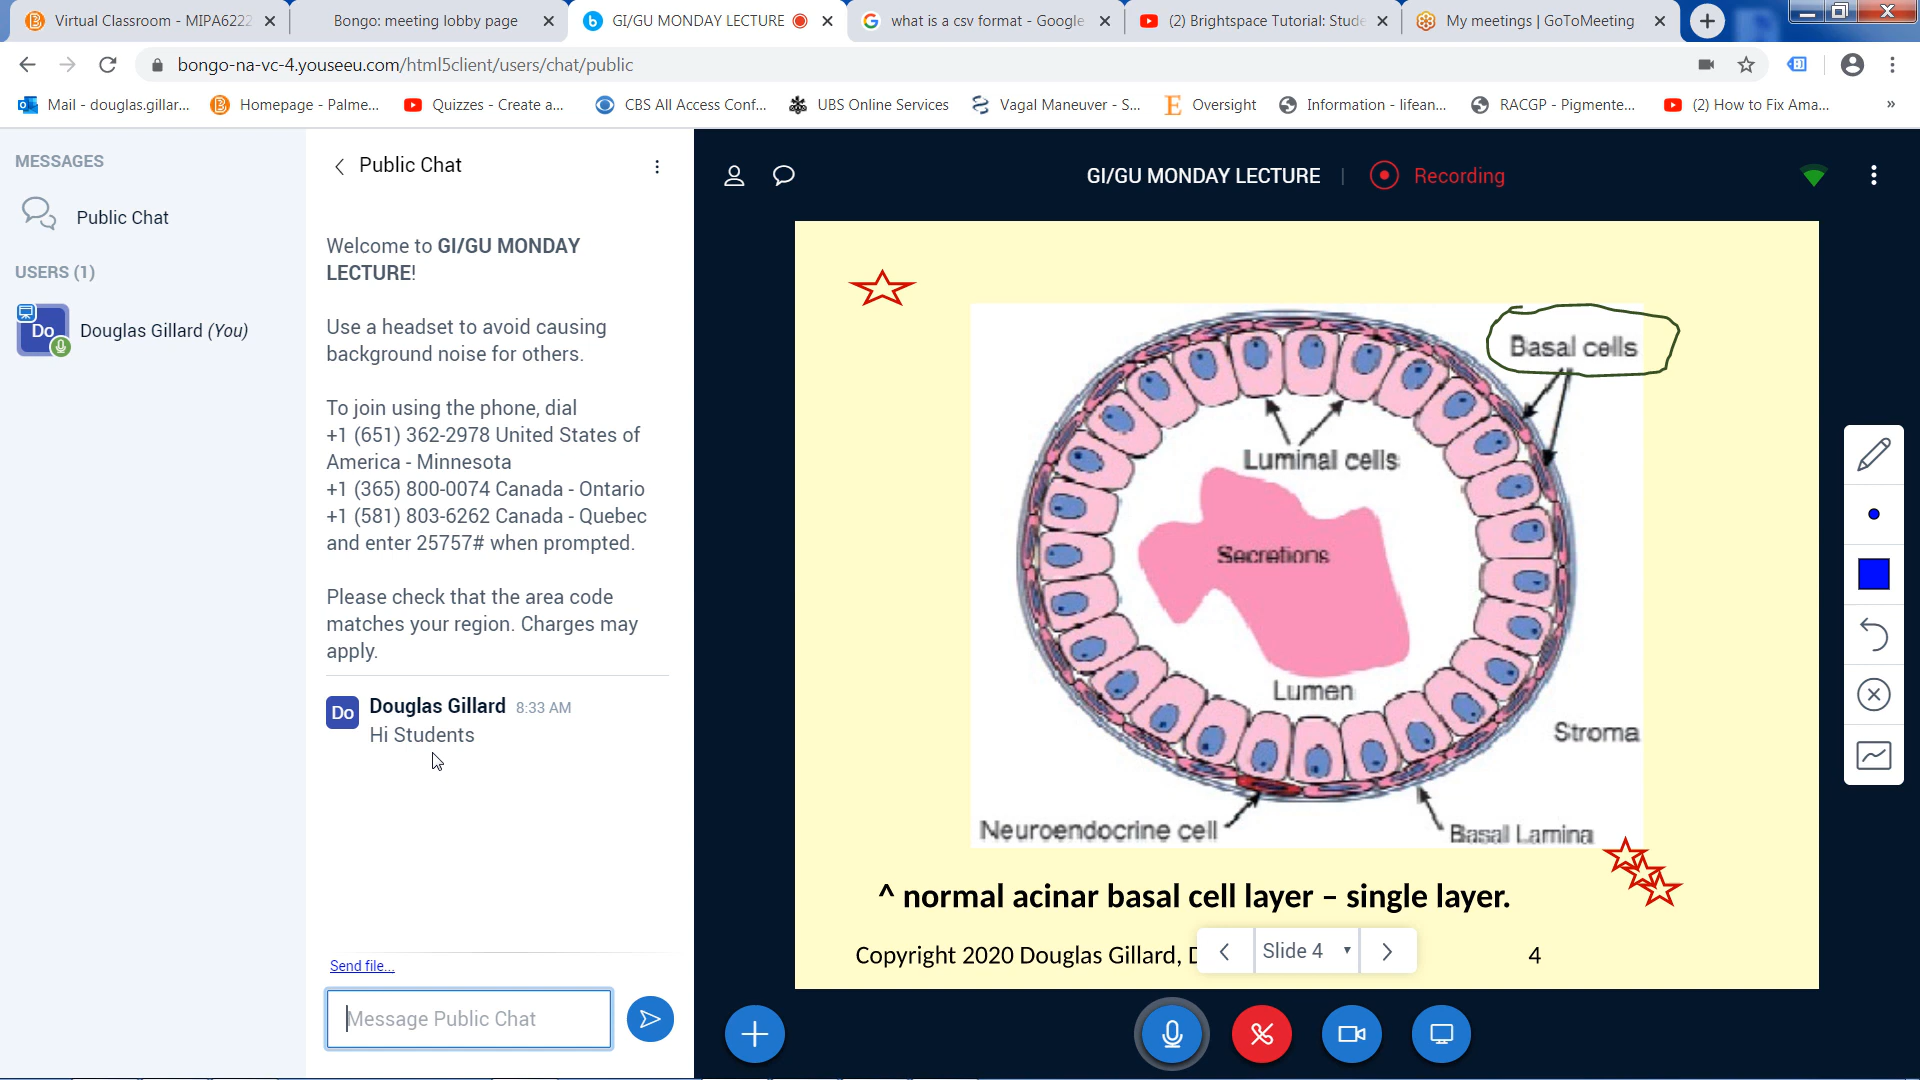 Virtual Classroom - MIPA6222
Bongo: meeting lobby page
GI/GU MONDAY LECTURE
what is a csv format - Google
(2) Brightspace Tutorial: Stude
My meetings | GoToMeeting
bongo-na-vc-4.youseeu.com/html5client/users/chat/public
Mail - douglas.gillar...
Homepage - Palme...
Quizzes - Create a...
CBS All Access Conf...
UBS Online Services
Vagal Maneuver - S...
Oversight
Information - lifean...
RACGP - Pigmente...
(2) How to Fix Ama...
»
MESSAGES
Public Chat
USERS (1)
Do
Douglas Gillard (You)
Public Chat
Welcome to GI/GU MONDAY
LECTURE!
Use a headset to avoid causing
background noise for others.
To join using the phone, dial
+1 (651) 362-2978 United States of
America - Minnesota
+1 (365) 800-0074 Canada - Ontario
+1 (581) 803-6262 Canada - Quebec
and enter 25757# when prompted.
Please check that the area code
matches your region. Charges may
apply.
Do
Douglas Gillard 8:33 AM
Hi Students
Send file...
Message Public Chat
GI/GU MONDAY LECTURE | Recording
Basal cells
Luminal cells
Secretions
Lumen
Stroma
Neuroendocrine cell
Basal Lamina
^ normal acinar basal cell layer – single layer.
Copyright 2020 Douglas Gillard, D
Slide 4
4